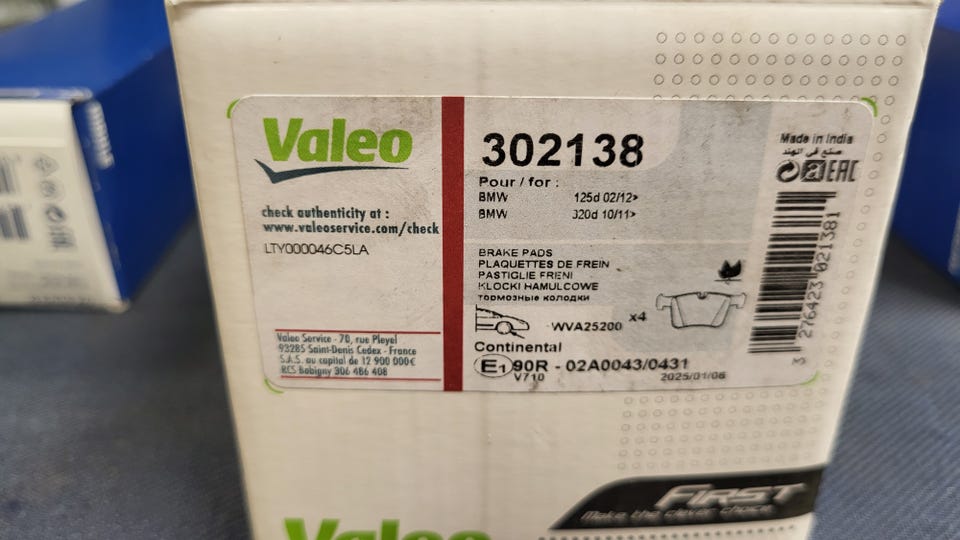 Valeo
check authenticity at :
www.valeoservice.com/check
LTY000046C5LA
Valeo Service - 70, rue Pleyel
93285 Saint-Denis Cedex - France
S.A.S. au capital de 12 900 000€
RCS Bobigny 306 486 408
302138
Pour / for :
BMW 125d 02/12>
BMW 320d 10/11>
BRAKE PADS
PLAQUETTES DE FREIN
PASTIGLIE FRENI
KLOCKI HAMULCOWE
тормозные колодки
WVA25200 x4
Continental
E1 90R - 02A0043/0431
V710 2025/01/06
Made in India
صنع في الهند
EAC
3 276423 021381
FIRST
Make the clever choice
Valeo